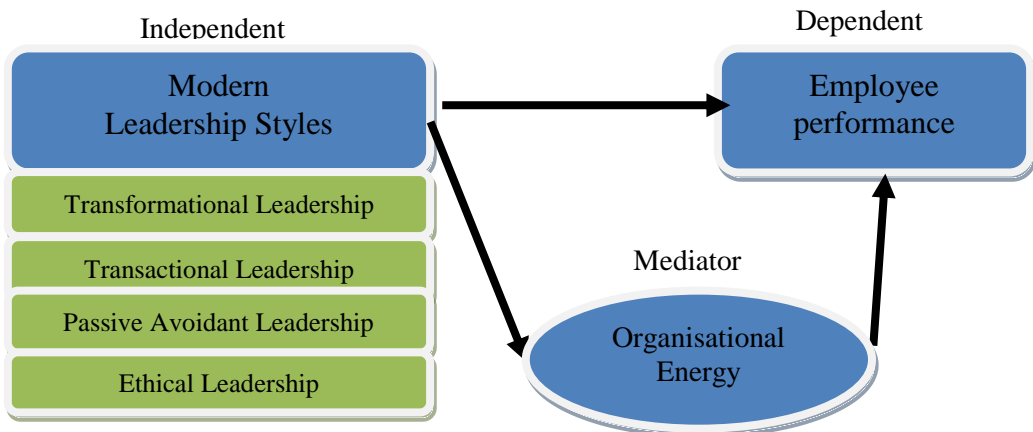 Independent
Modern
Leadership Styles
Transformational Leadership
Transactional Leadership
Passive Avoidant Leadership
Ethical Leadership
Dependent
Employee
performance
Mediator
Organisational
Energy